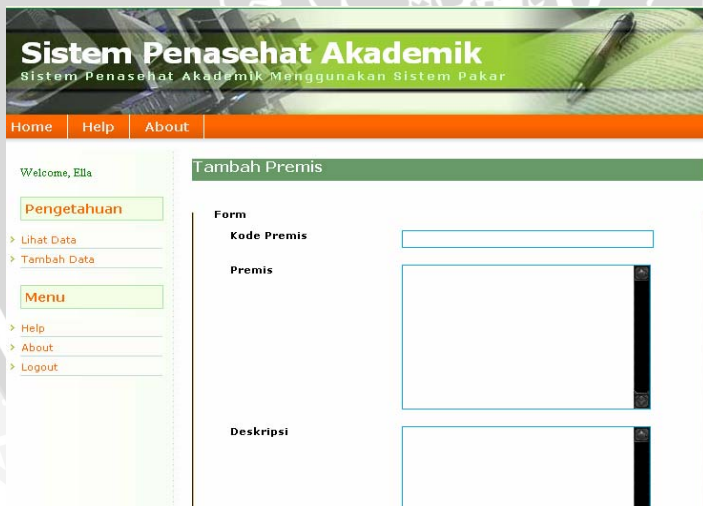 Sistem Penasehat Akademik
Sistem Penasehat Akademik Menggunakan Sistem Pakar
Home Help About
Welcome, Ella
Pengetahuan
Lihat Data
Tambah Data
Menu
Help
About
Logout
Tambah Premis
Form
Kode Premis
Premis
Deskripsi